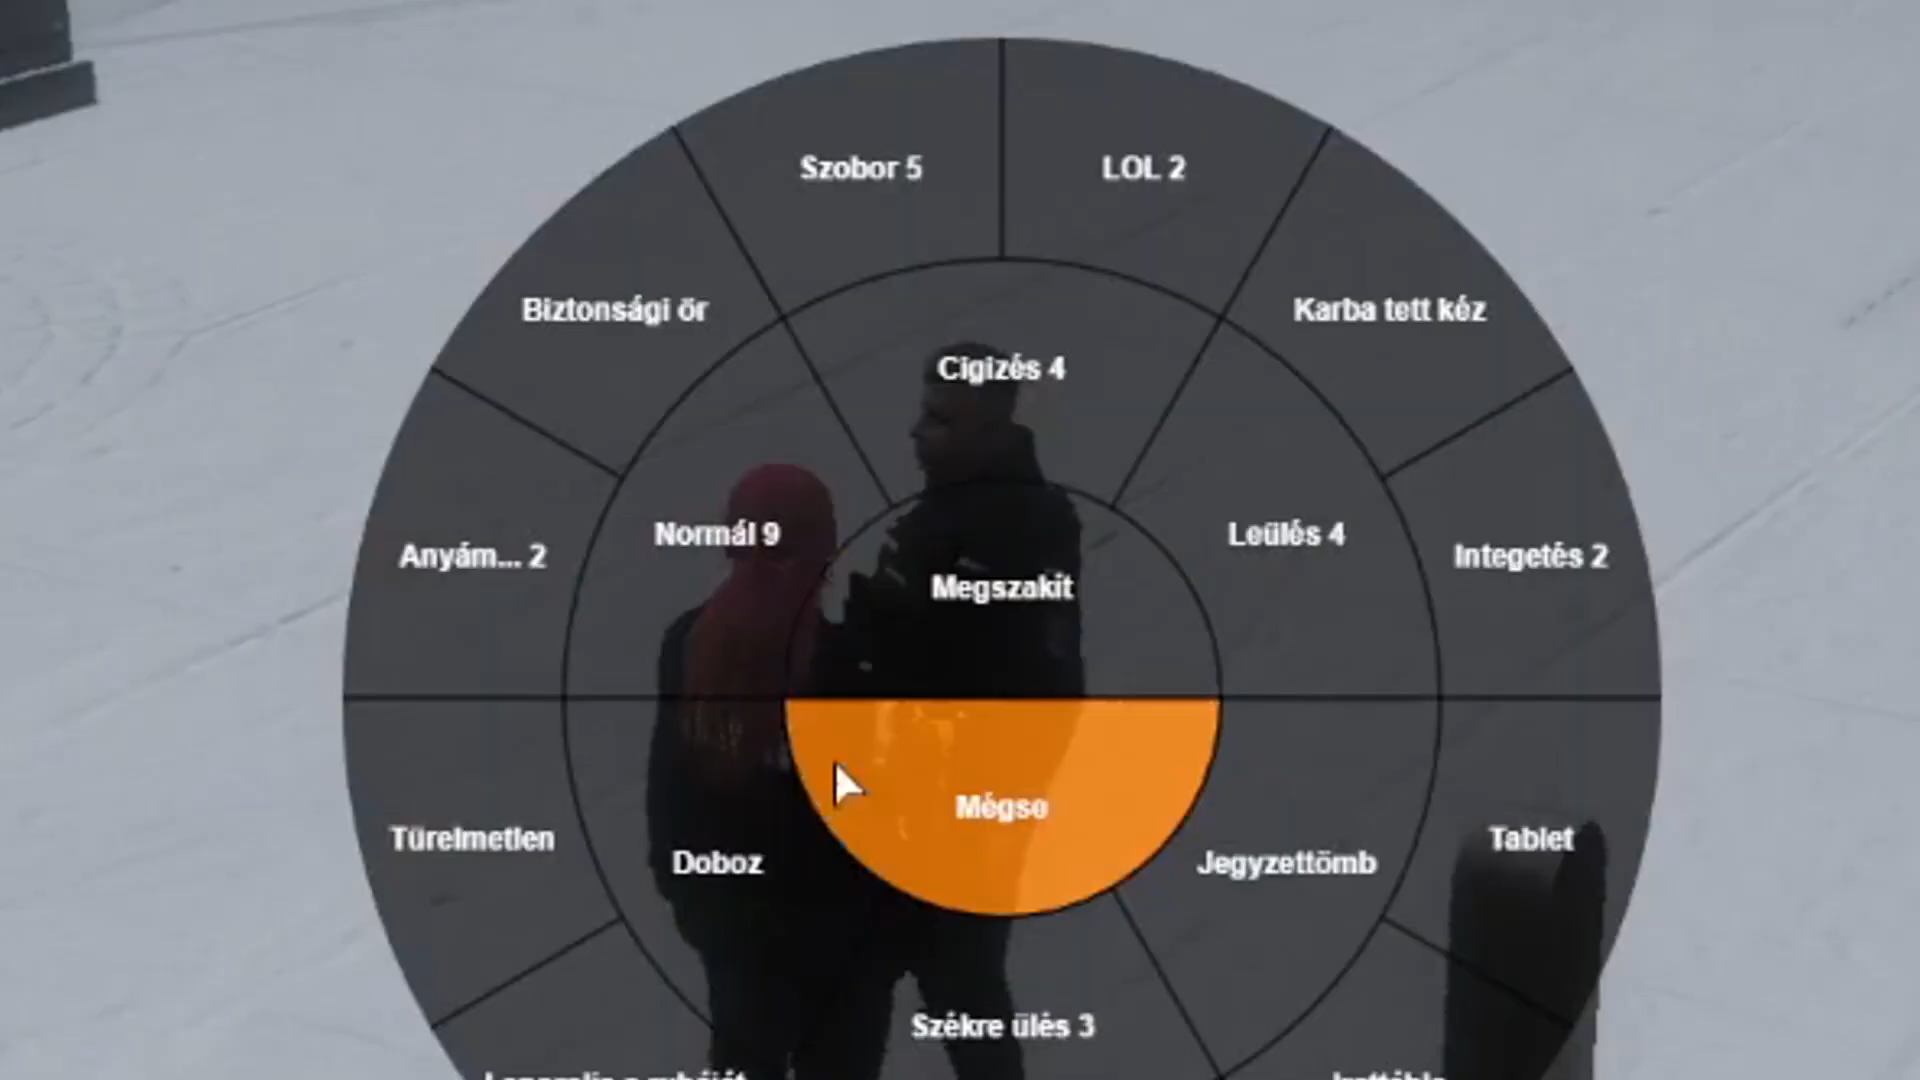 Szobor 5
LOL 2
Biztonsági őr
Karba tett kéz
Cigizés 4
Normál 9
Leülés 4
Anyám... 2
Integetés 2
Megszakít
Mégse
Türelmetlen
Tablet
Doboz
Jegyzettömb
Székre ülés 3